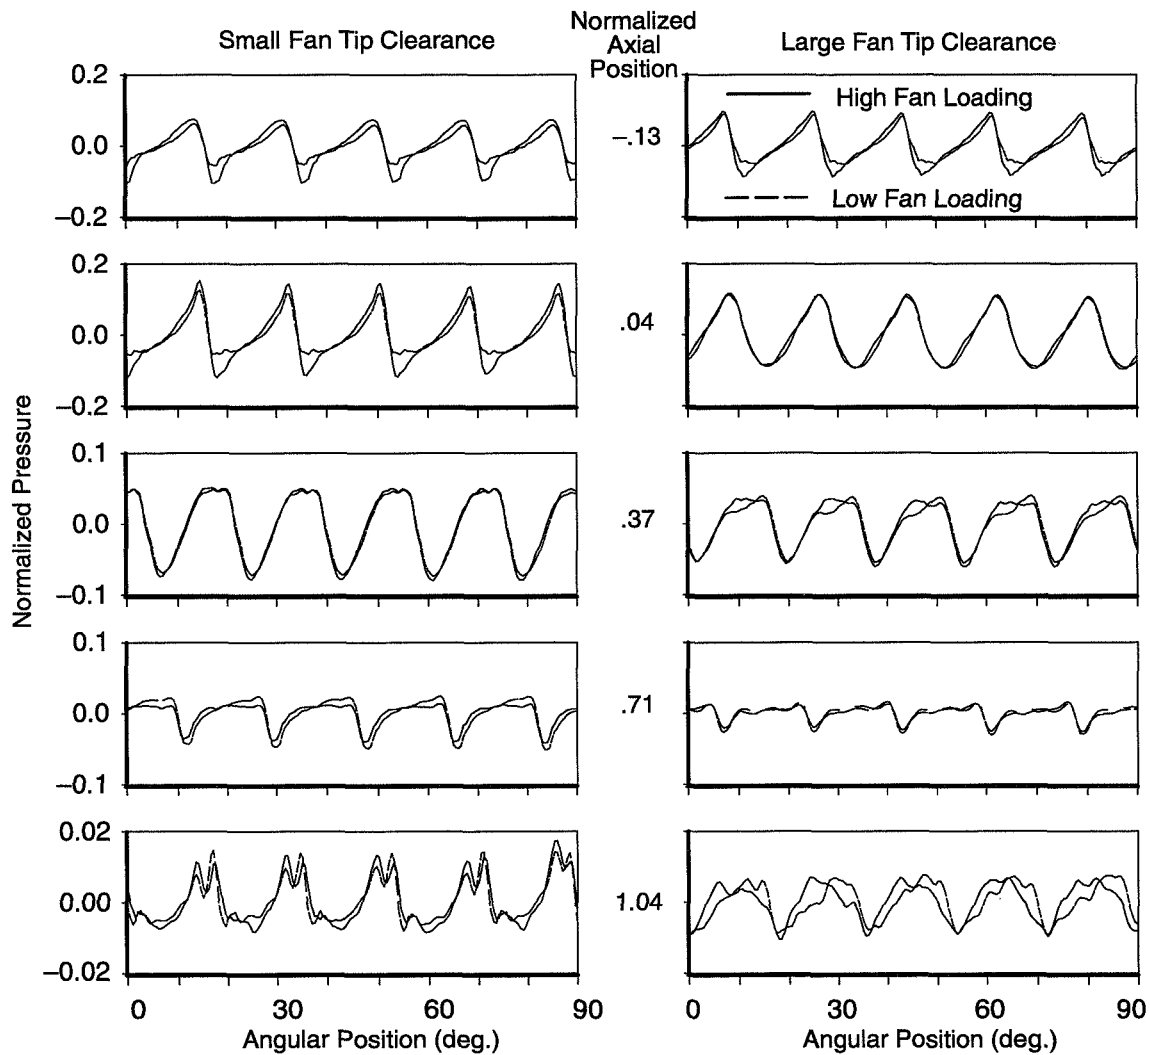 Small Fan Tip Clearance
Normalized
Axial
Position
Large Fan Tip Clearance
0.2
0.0
−0.2
−.13
High Fan Loading
Low Fan Loading
0.2
0.0
−0.2
.04
Normalized Pressure
0.1
0.0
−0.1
.37
0.1
0.0
−0.1
.71
0.02
0.00
−0.02
1.04
0 30 60 90
Angular Position (deg.)
0 30 60 90
Angular Position (deg.)